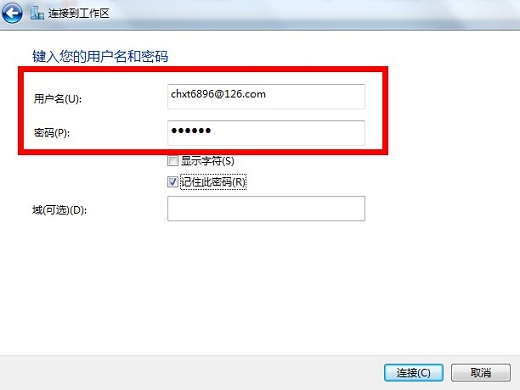 连接到工作区
键入您的用户名和密码
用户名(U):
chxt6896@126.com
密码(P):
●●●●●●
显示字符(S)
记住此密码(R)
域(可选)(D):
连接(C)
取消